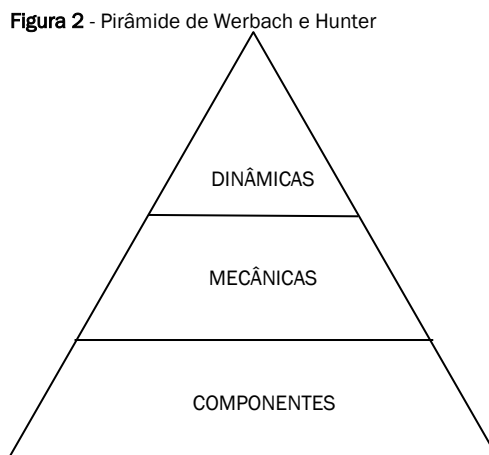 Figura 2 - Pirâmide de Werbach e Hunter
DINÂMICAS
MECÂNICAS
COMPONENTES